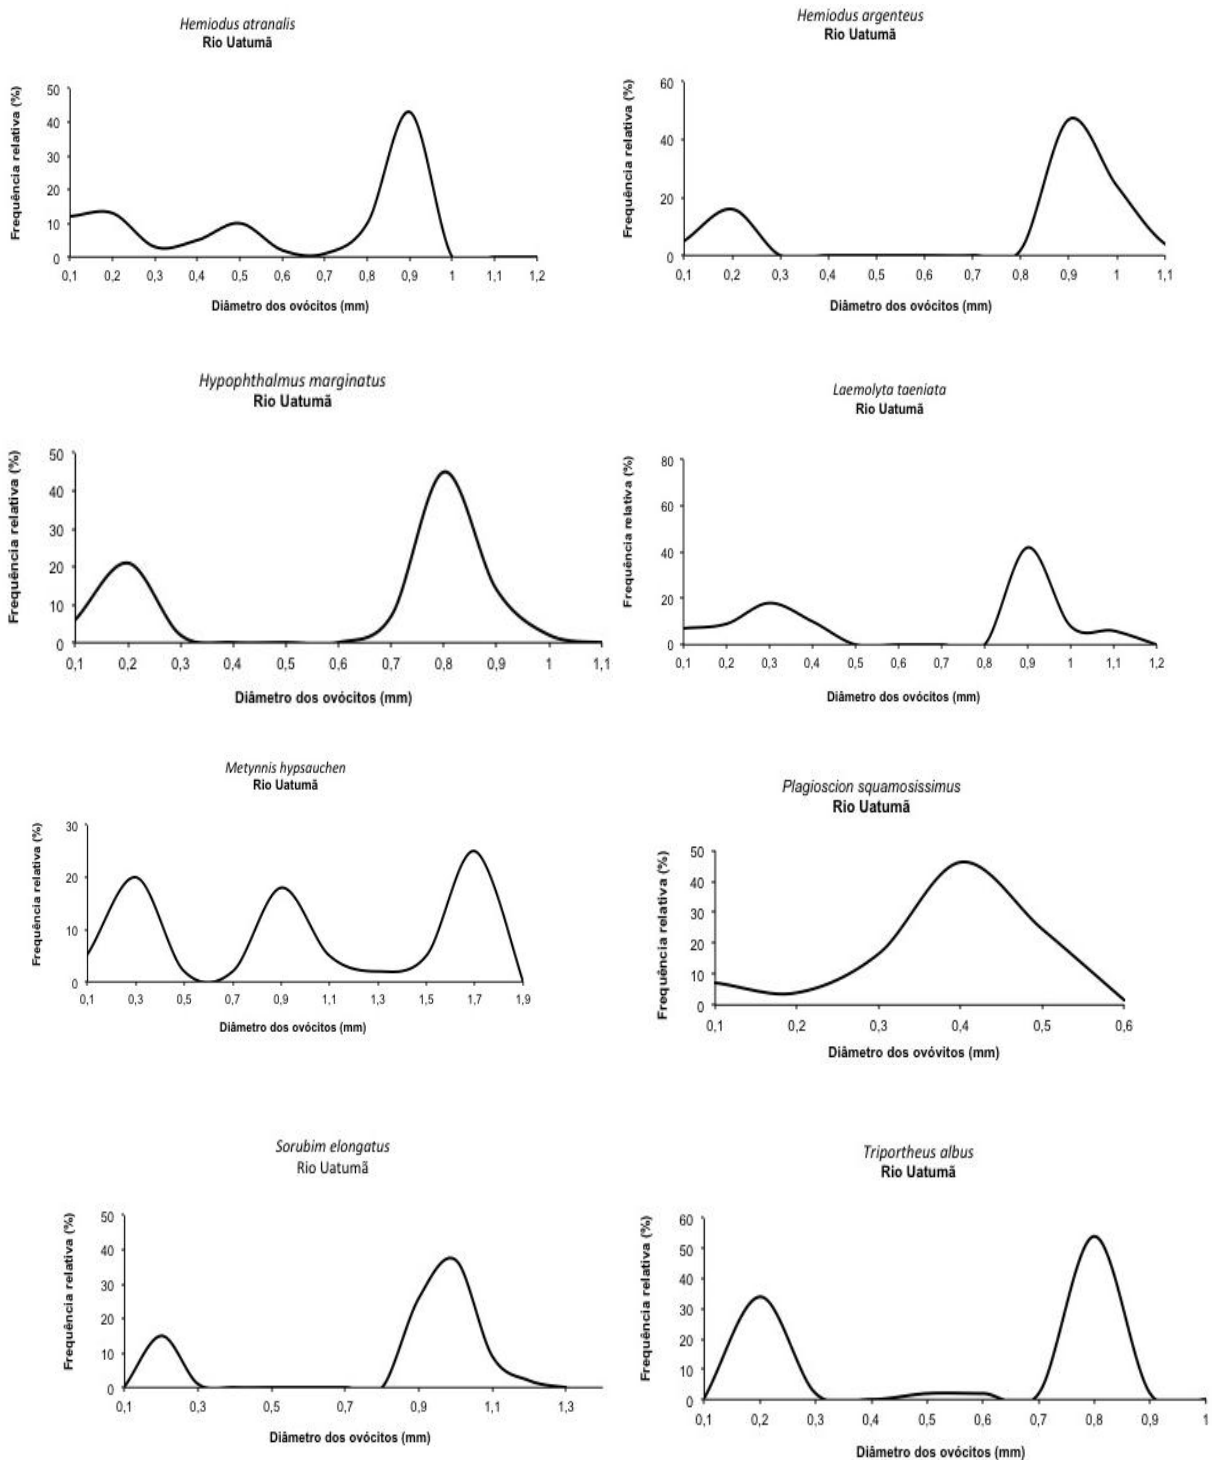 Hemiodus atranalis
Rio Uatumã
Frequência relativa (%)
50
40
30
20
10
0
0,1 0,2 0,3 0,4 0,5 0,6 0,7 0,8 0,9 1 1,1 1,2
Diâmetro dos ovócitos (mm)
Hemiodus argenteus
Rio Uatumã
Frequência relativa (%)
60
40
20
0
0,1 0,2 0,3 0,4 0,5 0,6 0,7 0,8 0,9 1 1,1
Diâmetro dos ovócitos (mm)
Hypophthalmus marginatus
Rio Uatumã
Frequência relativa (%)
50
40
30
20
10
0
0,1 0,2 0,3 0,4 0,5 0,6 0,7 0,8 0,9 1 1,1
Diâmetro dos ovócitos (mm)
Laemolyta taeniata
Rio Uatumã
Frequência relativa (%)
80
60
40
20
0
0,1 0,2 0,3 0,4 0,5 0,6 0,7 0,8 0,9 1 1,1 1,2
Diâmetro dos ovócitos (mm)
Metynnis hypsauchen
Rio Uatumã
Frequência relativa (%)
30
20
10
0
0,1 0,3 0,5 0,7 0,9 1,1 1,3 1,5 1,7 1,9
Diâmetro dos ovócitos (mm)
Plagioscion squamosissimus
Rio Uatumã
Frequência relativa (%)
50
40
30
20
10
0
0,1 0,2 0,3 0,4 0,5 0,6
Diâmetro dos ovóvitos (mm)
Sorubim elongatus
Rio Uatumã
Frequência relativa (%)
50
40
30
20
10
0
0,1 0,3 0,5 0,7 0,9 1,1 1,3
Diâmetro dos ovócitos (mm)
Triportheus albus
Rio Uatumã
Frequência relativa (%)
60
50
40
30
20
10
0
0,1 0,2 0,3 0,4 0,5 0,6 0,7 0,8 0,9 1
Diâmetro dos ovócitos (mm)